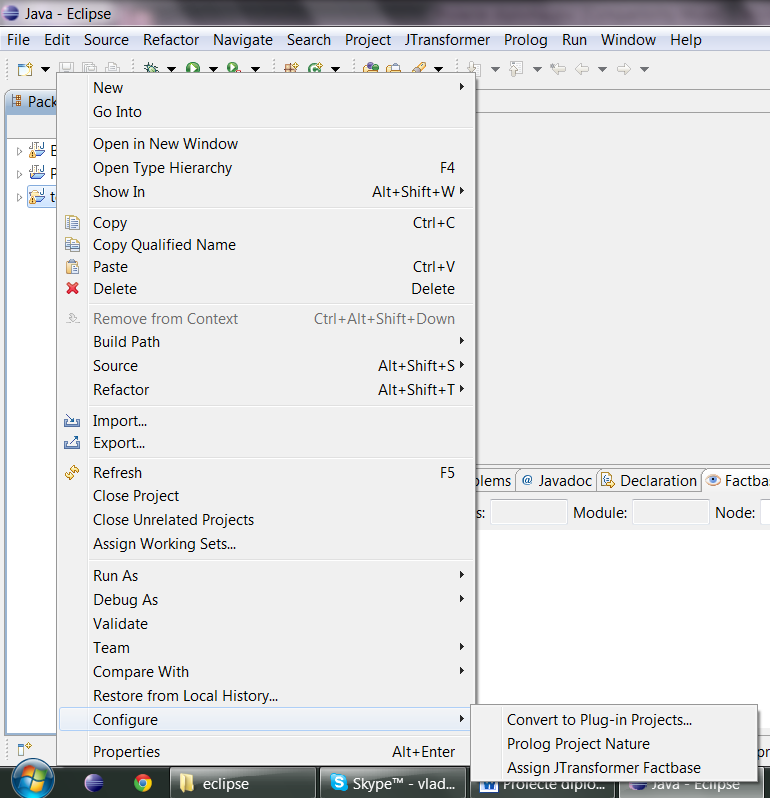 Java - Eclipse
File Edit Source Refactor Navigate Search Project JTransformer Prolog Run Window Help
Pack
New
Go Into
Open in New Window
Open Type Hierarchy F4
Show In Alt+Shift+W
Copy Ctrl+C
Copy Qualified Name
Paste Ctrl+V
Delete Delete
Remove from Context Ctrl+Alt+Shift+Down
Build Path
Source Alt+Shift+S
Refactor Alt+Shift+T
Import...
Export...
blems @ Javadoc Declaration Factba
Refresh F5
Close Project
s: Module: Node:
Close Unrelated Projects
Assign Working Sets...
Run As
Debug As
Validate
Team
Compare With
Restore from Local History...
Configure
Convert to Plug-in Projects...
Prolog Project Nature
Assign JTransformer Factbase
Properties Alt+Enter
eclipse
Skype™ - vlad...
Proiecte diplo...
Java - Eclipse